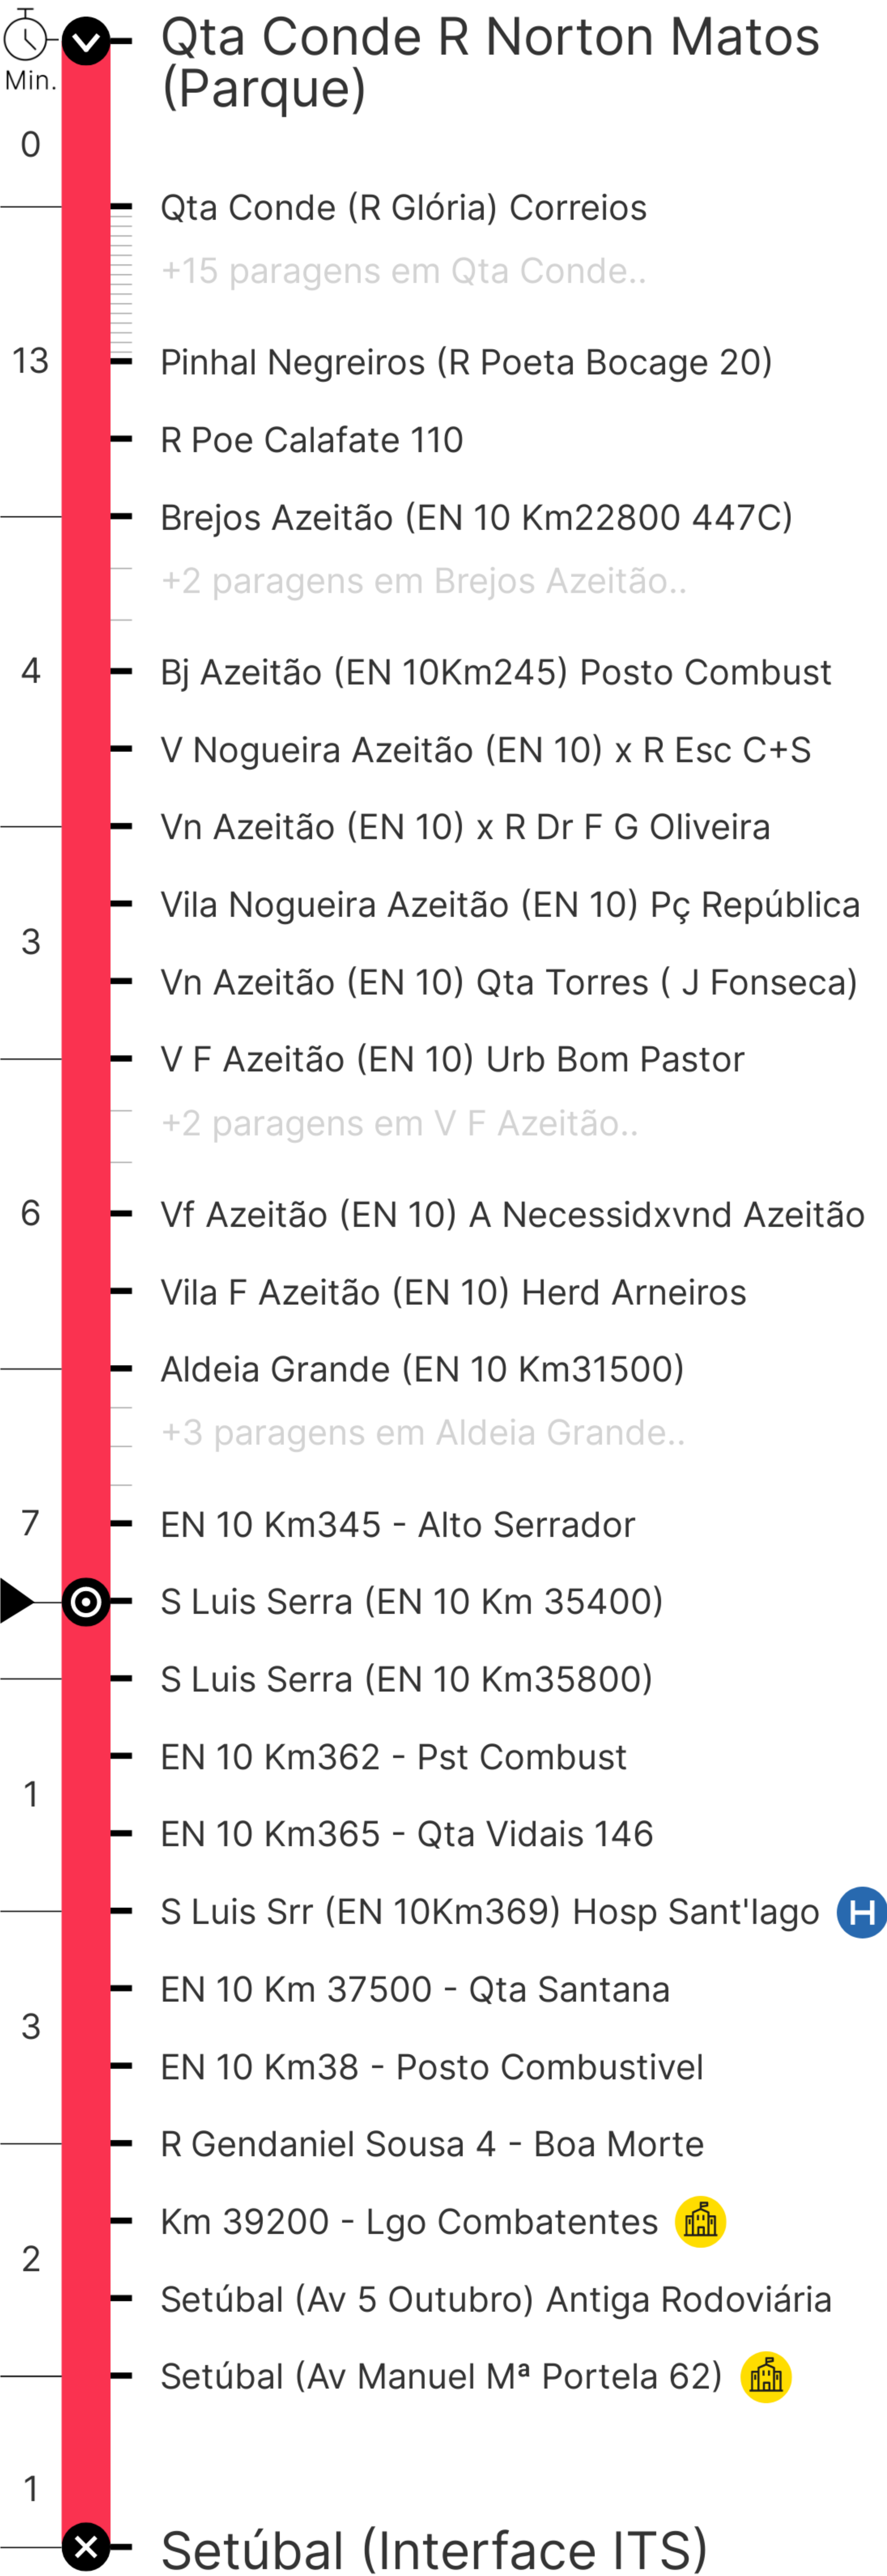 Qta Conde R Norton Matos
(Parque)
Min.
0
Qta Conde (R Glória) Correios
+15 paragens em Qta Conde..
13
Pinhal Negreiros (R Poeta Bocage 20)
R Poe Calafate 110
Brejos Azeitão (EN 10 Km22800 447C)
+2 paragens em Brejos Azeitão..
4
Bj Azeitão (EN 10Km245) Posto Combust
V Nogueira Azeitão (EN 10) x R Esc C+S
Vn Azeitão (EN 10) x R Dr F G Oliveira
Vila Nogueira Azeitão (EN 10) Pç República
3
Vn Azeitão (EN 10) Qta Torres ( J Fonseca)
V F Azeitão (EN 10) Urb Bom Pastor
+2 paragens em V F Azeitão..
6
Vf Azeitão (EN 10) A Necessidxvnd Azeitão
Vila F Azeitão (EN 10) Herd Arneiros
Aldeia Grande (EN 10 Km31500)
+3 paragens em Aldeia Grande..
7
EN 10 Km345 - Alto Serrador
S Luis Serra (EN 10 Km 35400)
S Luis Serra (EN 10 Km35800)
EN 10 Km362 - Pst Combust
1
EN 10 Km365 - Qta Vidais 146
S Luis Srr (EN 10Km369) Hosp Sant'Iago H
EN 10 Km 37500 - Qta Santana
3
EN 10 Km38 - Posto Combustivel
R Gendaniel Sousa 4 - Boa Morte
Km 39200 - Lgo Combatentes
2
Setúbal (Av 5 Outubro) Antiga Rodoviária
Setúbal (Av Manuel Mª Portela 62)
1
Setúbal (Interface ITS)